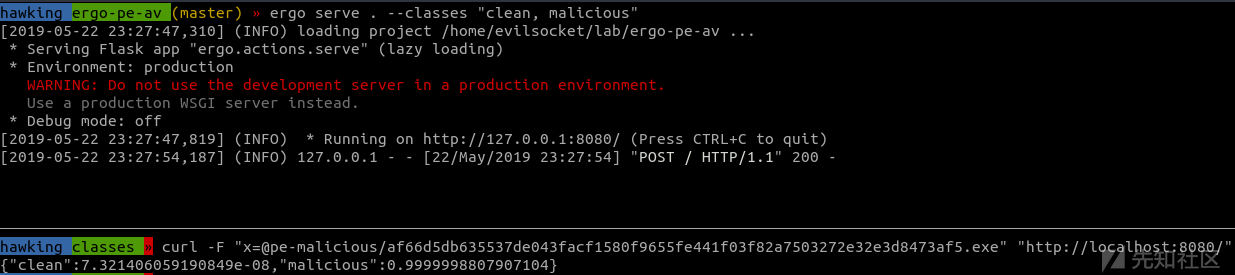 hawking ergo-pe-av (master) » ergo serve . --classes "clean, malicious"
[2019-05-22 23:27:47,310] (INFO) loading project /home/evilsocket/lab/ergo-pe-av ...
 * Serving Flask app "ergo.actions.serve" (lazy loading)
 * Environment: production
   WARNING: Do not use the development server in a production environment.
   Use a production WSGI server instead.
 * Debug mode: off
[2019-05-22 23:27:47,819] (INFO)  * Running on http://127.0.0.1:8080/ (Press CTRL+C to quit)
[2019-05-22 23:27:54,187] (INFO) 127.0.0.1 - - [22/May/2019 23:27:54] "POST / HTTP/1.1" 200 -
hawking classes » curl -F "x=@pe-malicious/af66d5db635537de043facf1580f9655fe441f03f82a7503272e32e3d8473af5.exe" "http://localhost:8080/"
{"clean":7.321406059190849e-08,"malicious":0.9999998807907104}
先知社区